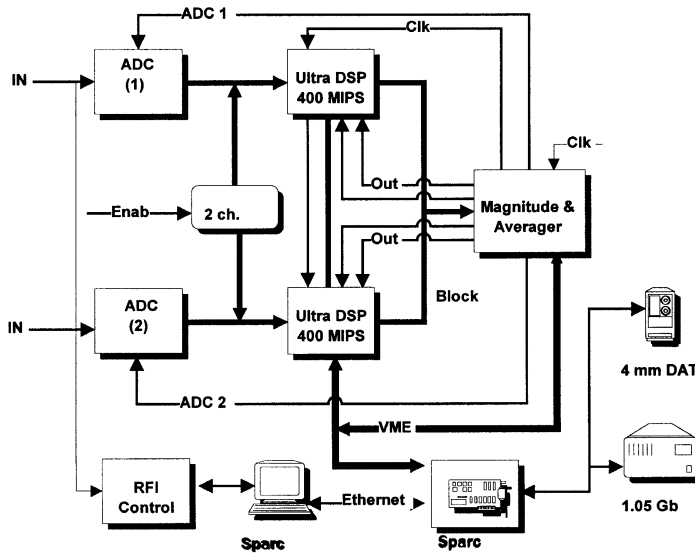 ADC 1
Clk
IN
ADC
(1)
Ultra DSP
400 MIPS
Clk
Enab
2 ch.
Out
Magnitude &
Averager
Out
IN
ADC
(2)
Ultra DSP
400 MIPS
Block
4 mm DAT
ADC 2
VME
RFI
Control
Ethernet
1.05 Gb
Sparc
Sparc